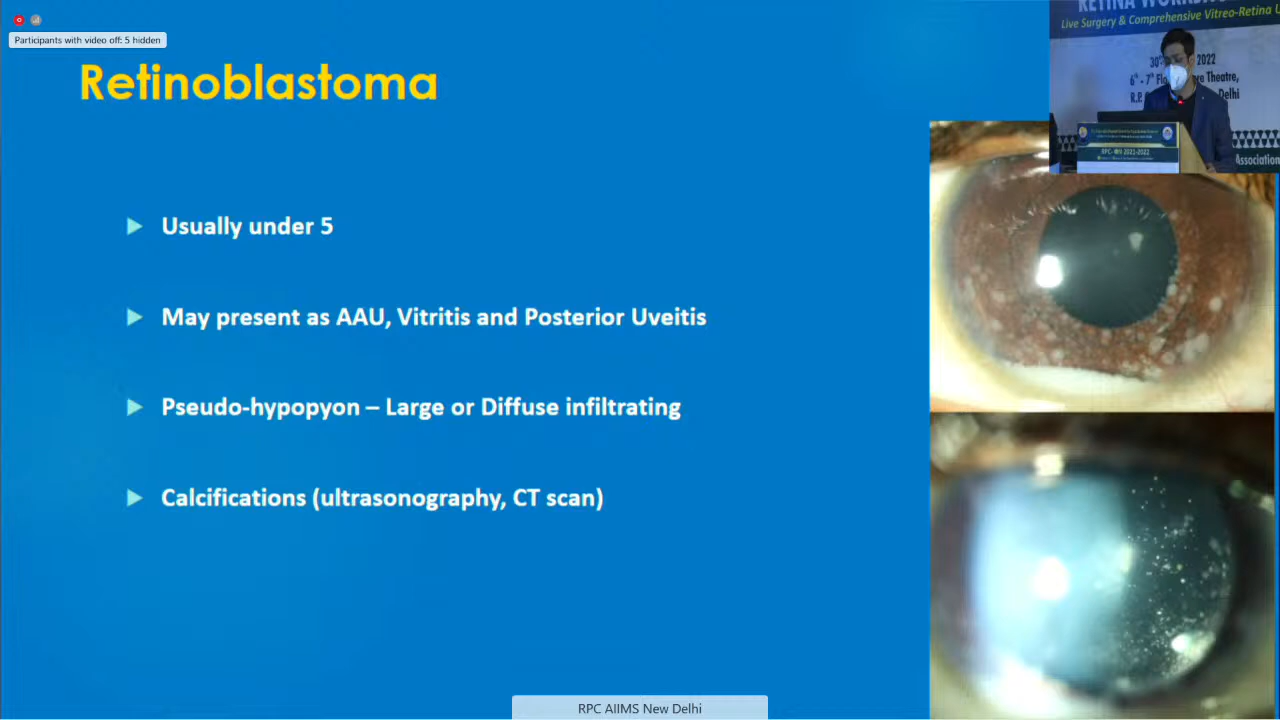 Participants with video off: 5 hidden
Retinoblastoma
Usually under 5
May present as AAU, Vitritis and Posterior Uveitis
Pseudo-hypopyon – Large or Diffuse infiltrating
Calcifications (ultrasonography, CT scan)
Live Surgery & Comprehensive Vitreo-Retina
2022
Theatre,
Delhi
Association
RPC AIIMS New Delhi